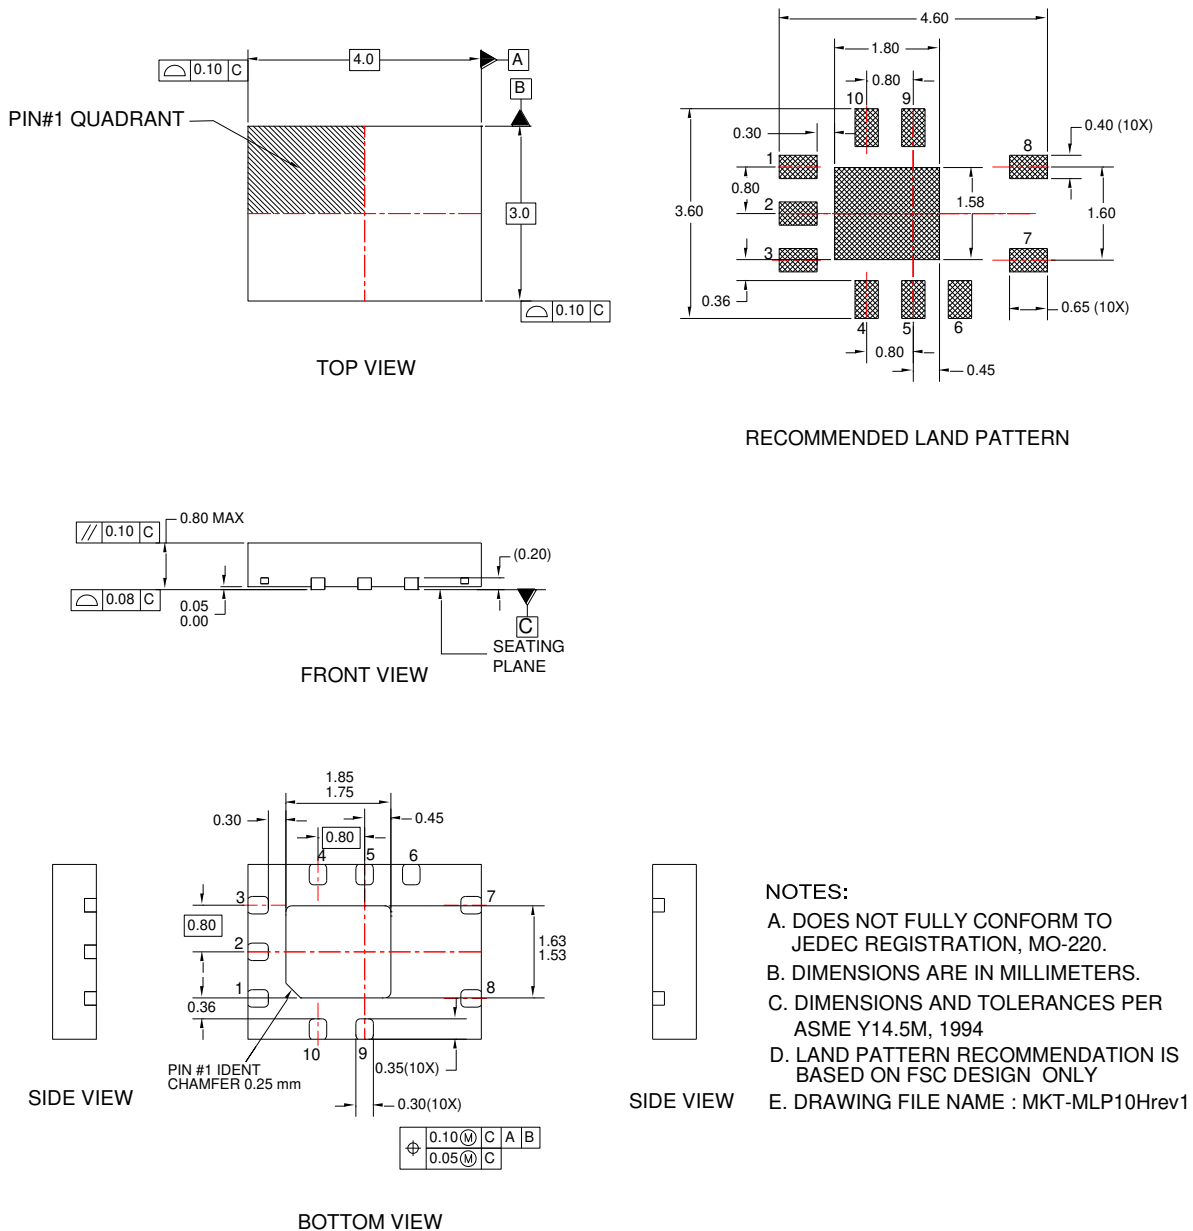 0.10 C
4.0
A
B
PIN#1 QUADRANT
3.0
0.10 C
TOP VIEW
4.60
1.80
0.80
10 9
0.30
0.40 (10X)
1
8
0.80
3.60
2
1.58
1.60
3
7
0.36
0.65 (10X)
4 5 6
0.80
0.45
RECOMMENDED LAND PATTERN
// 0.10 C
0.80 MAX
(0.20)
0.08 C
0.05
0.00
C
SEATING
PLANE
FRONT VIEW
1.85
1.75
0.30
0.45
0.80
4 5 6
3
7
0.80
2
1.63
1.53
1
8
0.36
10 9
PIN #1 IDENT
CHAMFER 0.25 mm
0.35(10X)
0.30(10X)
0.10 Ⓜ C A B
0.05 Ⓜ C
SIDE VIEW
BOTTOM VIEW
SIDE VIEW
NOTES:
A. DOES NOT FULLY CONFORM TO
JEDEC REGISTRATION, MO-220.
B. DIMENSIONS ARE IN MILLIMETERS.
C. DIMENSIONS AND TOLERANCES PER
ASME Y14.5M, 1994
D. LAND PATTERN RECOMMENDATION IS
BASED ON FSC DESIGN ONLY
E. DRAWING FILE NAME : MKT-MLP10Hrev1